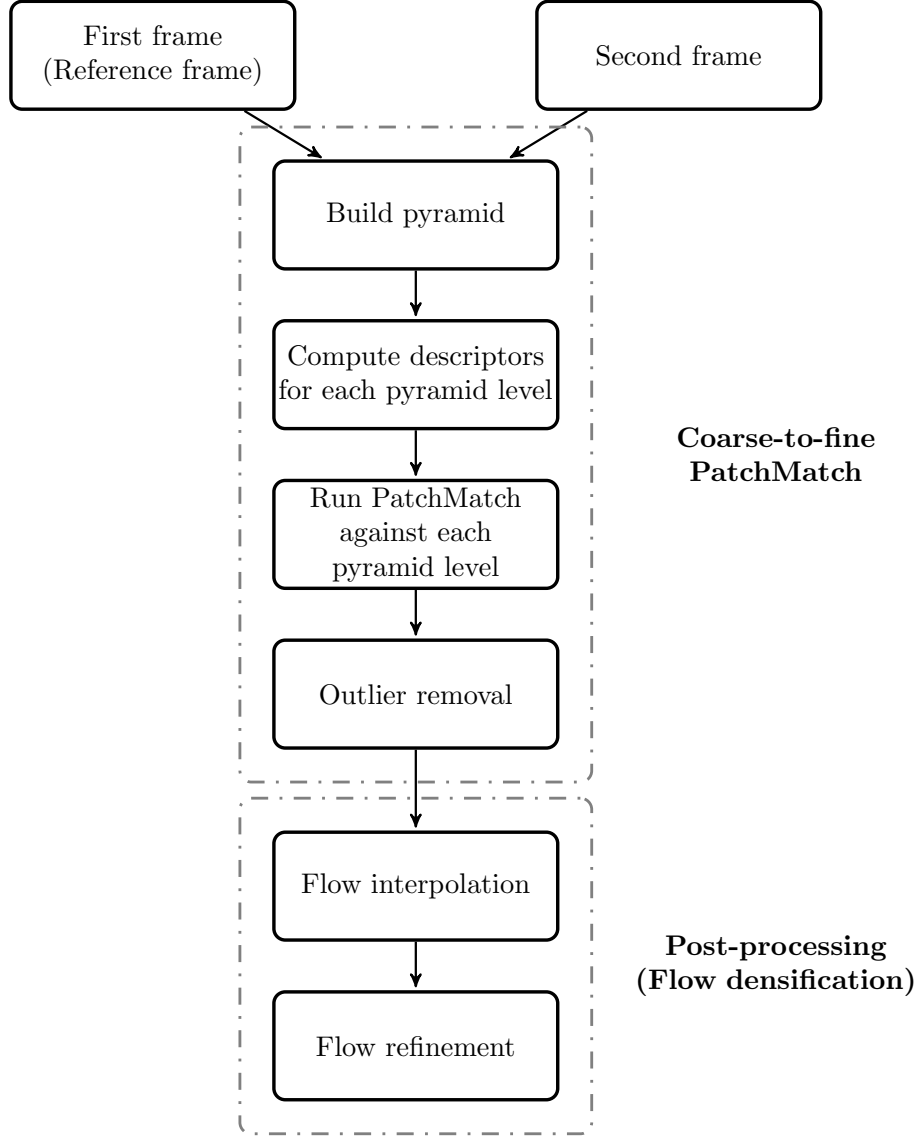 First frame
(Reference frame)
Second frame
Build pyramid
Compute descriptors
for each pyramid level
Run PatchMatch
against each
pyramid level
Outlier removal
Coarse-to-fine
PatchMatch
Flow interpolation
Flow refinement
Post-processing
(Flow densification)